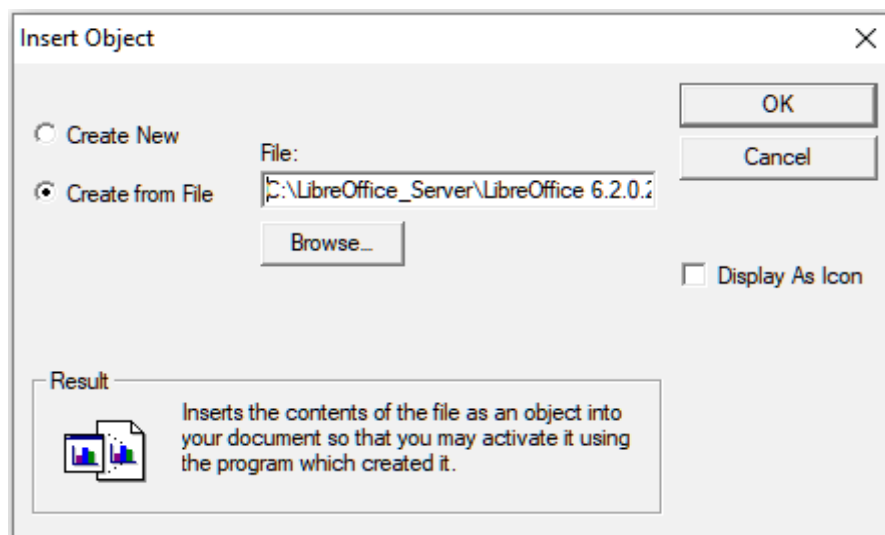 Insert Object
Create New
Create from File
File:
C:\LibreOffice_Server\LibreOffice 6.2.0.2
Browse...
OK
Cancel
Display As Icon
Result
Inserts the contents of the file as an object into
your document so that you may activate it using
the program which created it.